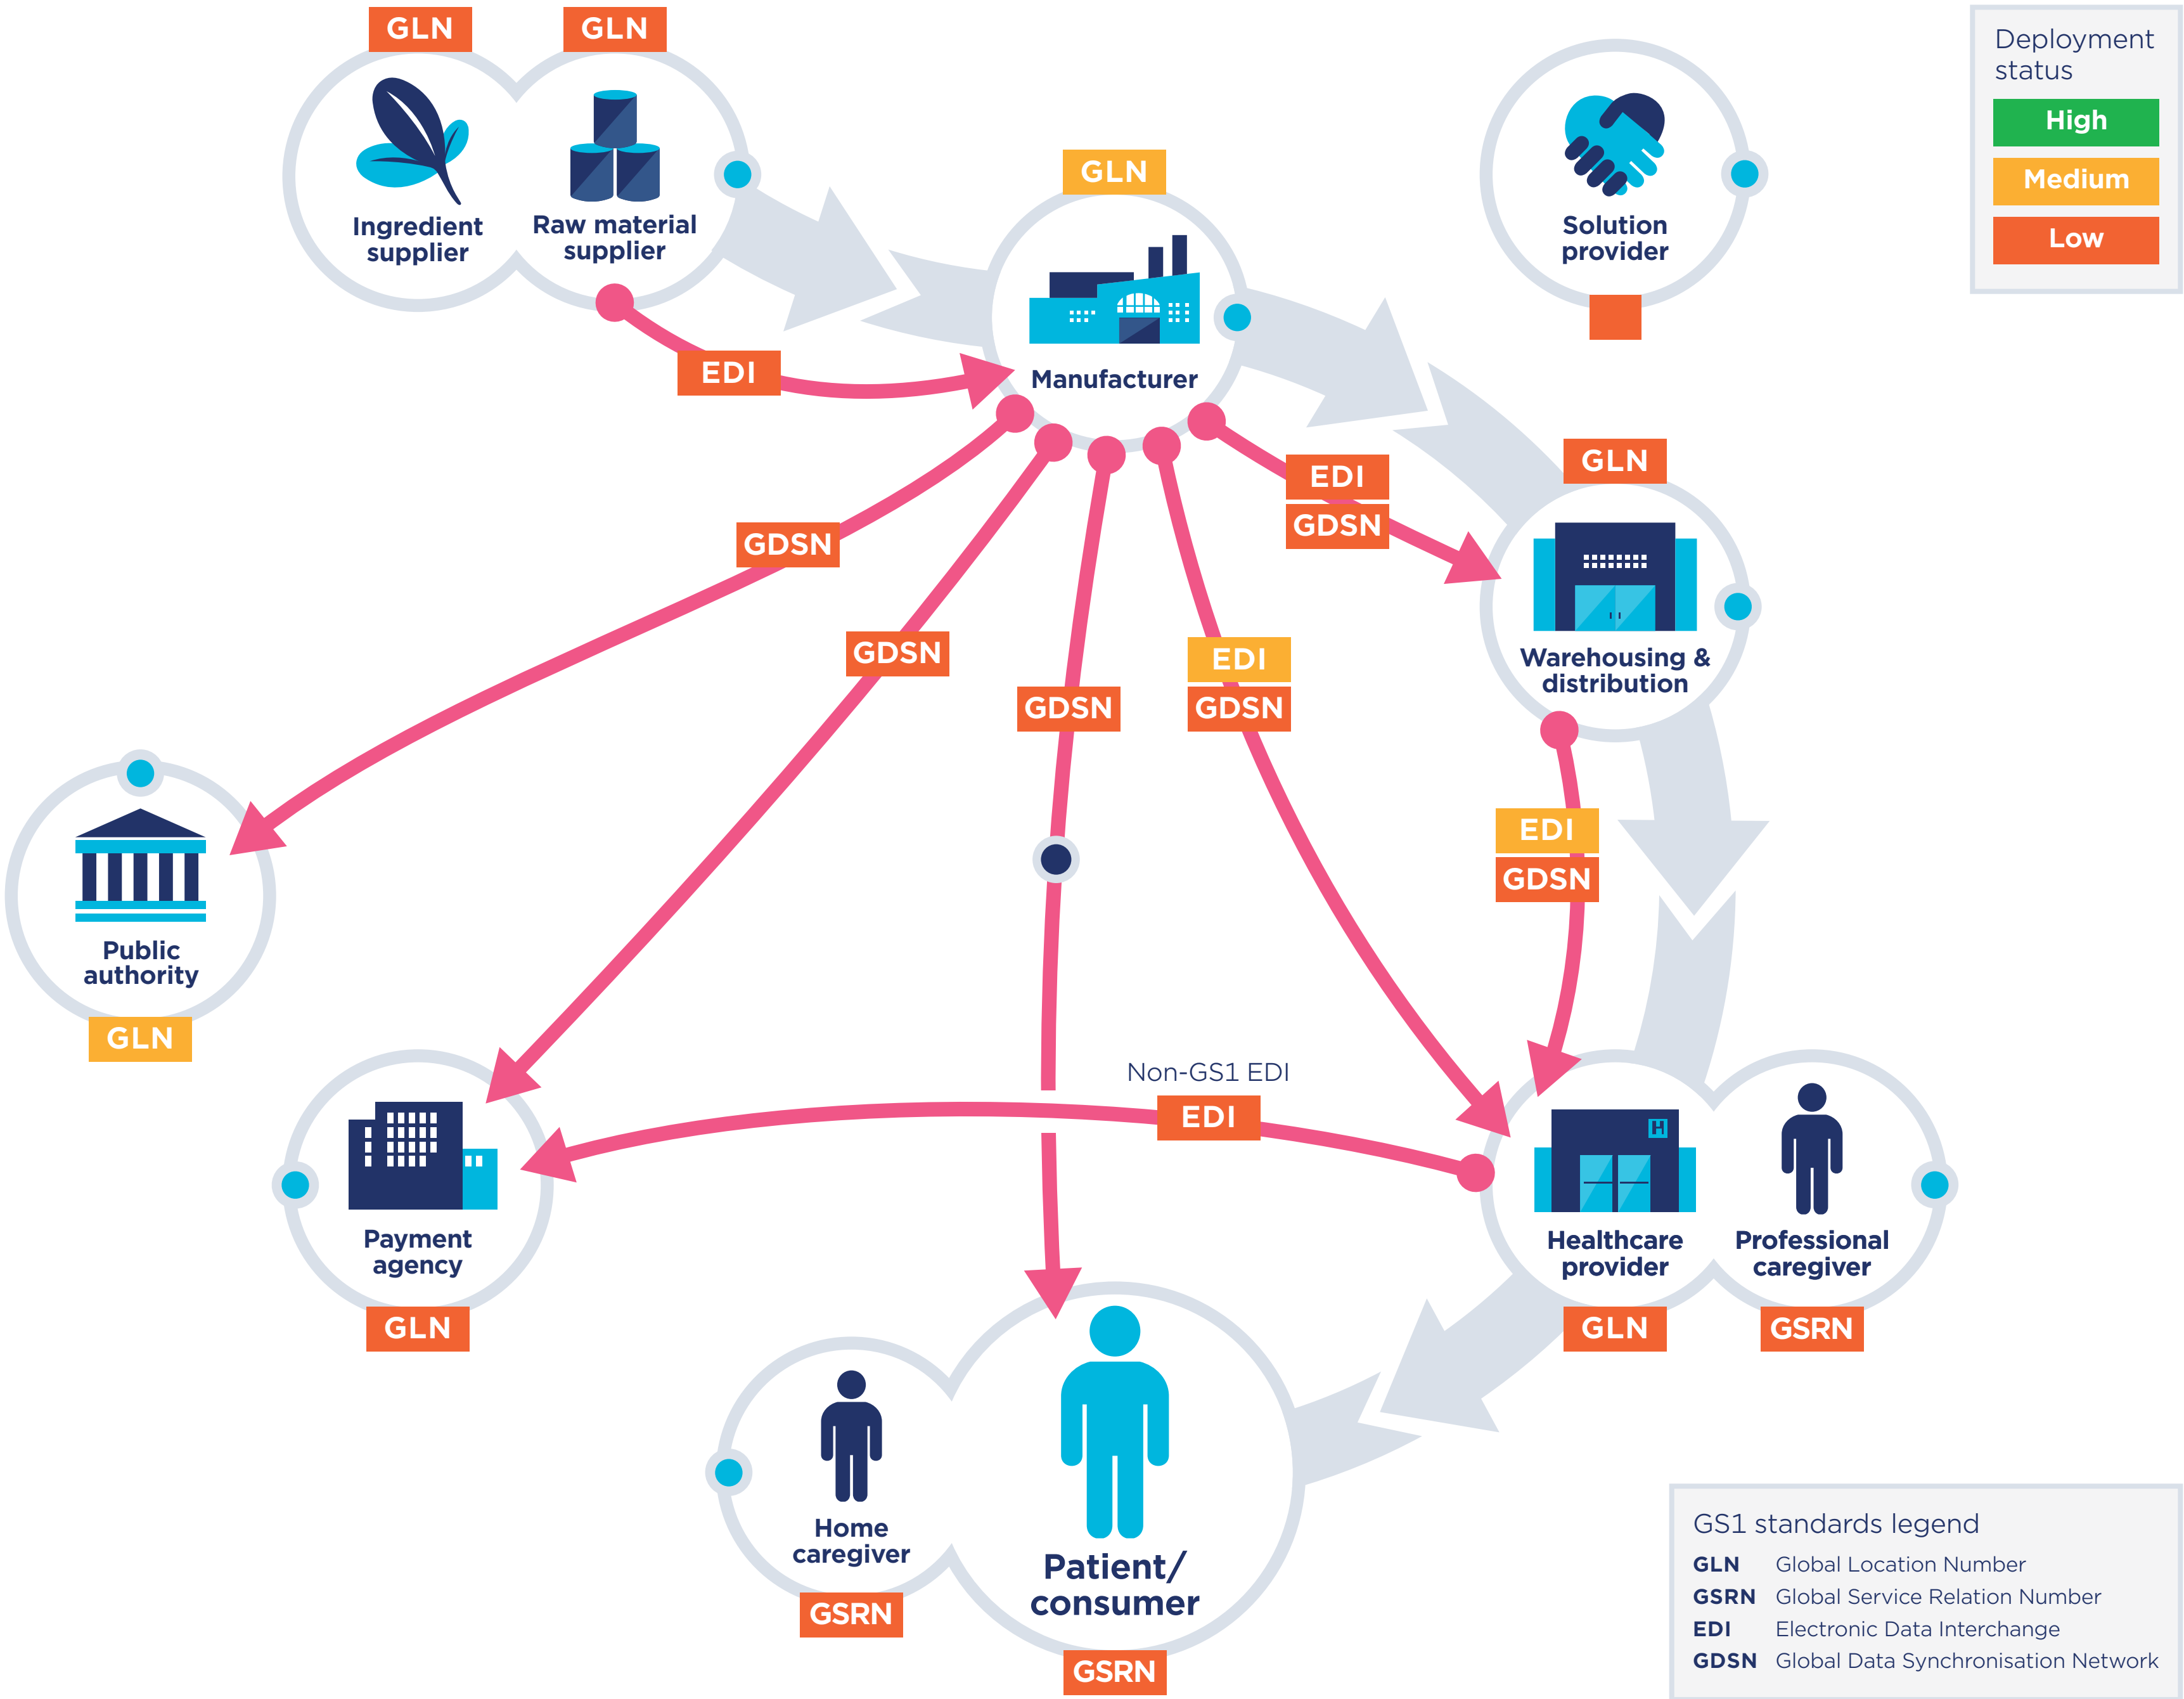 GLN
GLN
Ingredient
supplier
Raw material
supplier
EDI
GLN
Manufacturer
Solution
provider
Deployment
status
High
Medium
Low
EDI
GDSN
GLN
Warehousing &
distribution
GDSN
GDSN
GDSN
EDI
GDSN
EDI
GDSN
Public
authority
GLN
Non-GS1 EDI
EDI
Payment
agency
GLN
H
Healthcare
provider
GLN
Professional
caregiver
GSRN
Home
caregiver
GSRN
Patient/
consumer
GSRN
GS1 standards legend
GLN Global Location Number
GSRN Global Service Relation Number
EDI Electronic Data Interchange
GDSN Global Data Synchronisation Network